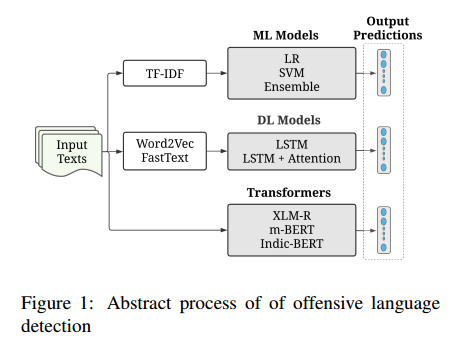 Output
Predictions
ML Models
TF-IDF
LR
SVM
Ensemble
DL Models
Input
Texts
Word2Vec
FastText
LSTM
LSTM + Attention
Transformers
XLM-R
m-BERT
Indic-BERT
Figure 1: Abstract process of of offensive language
detection